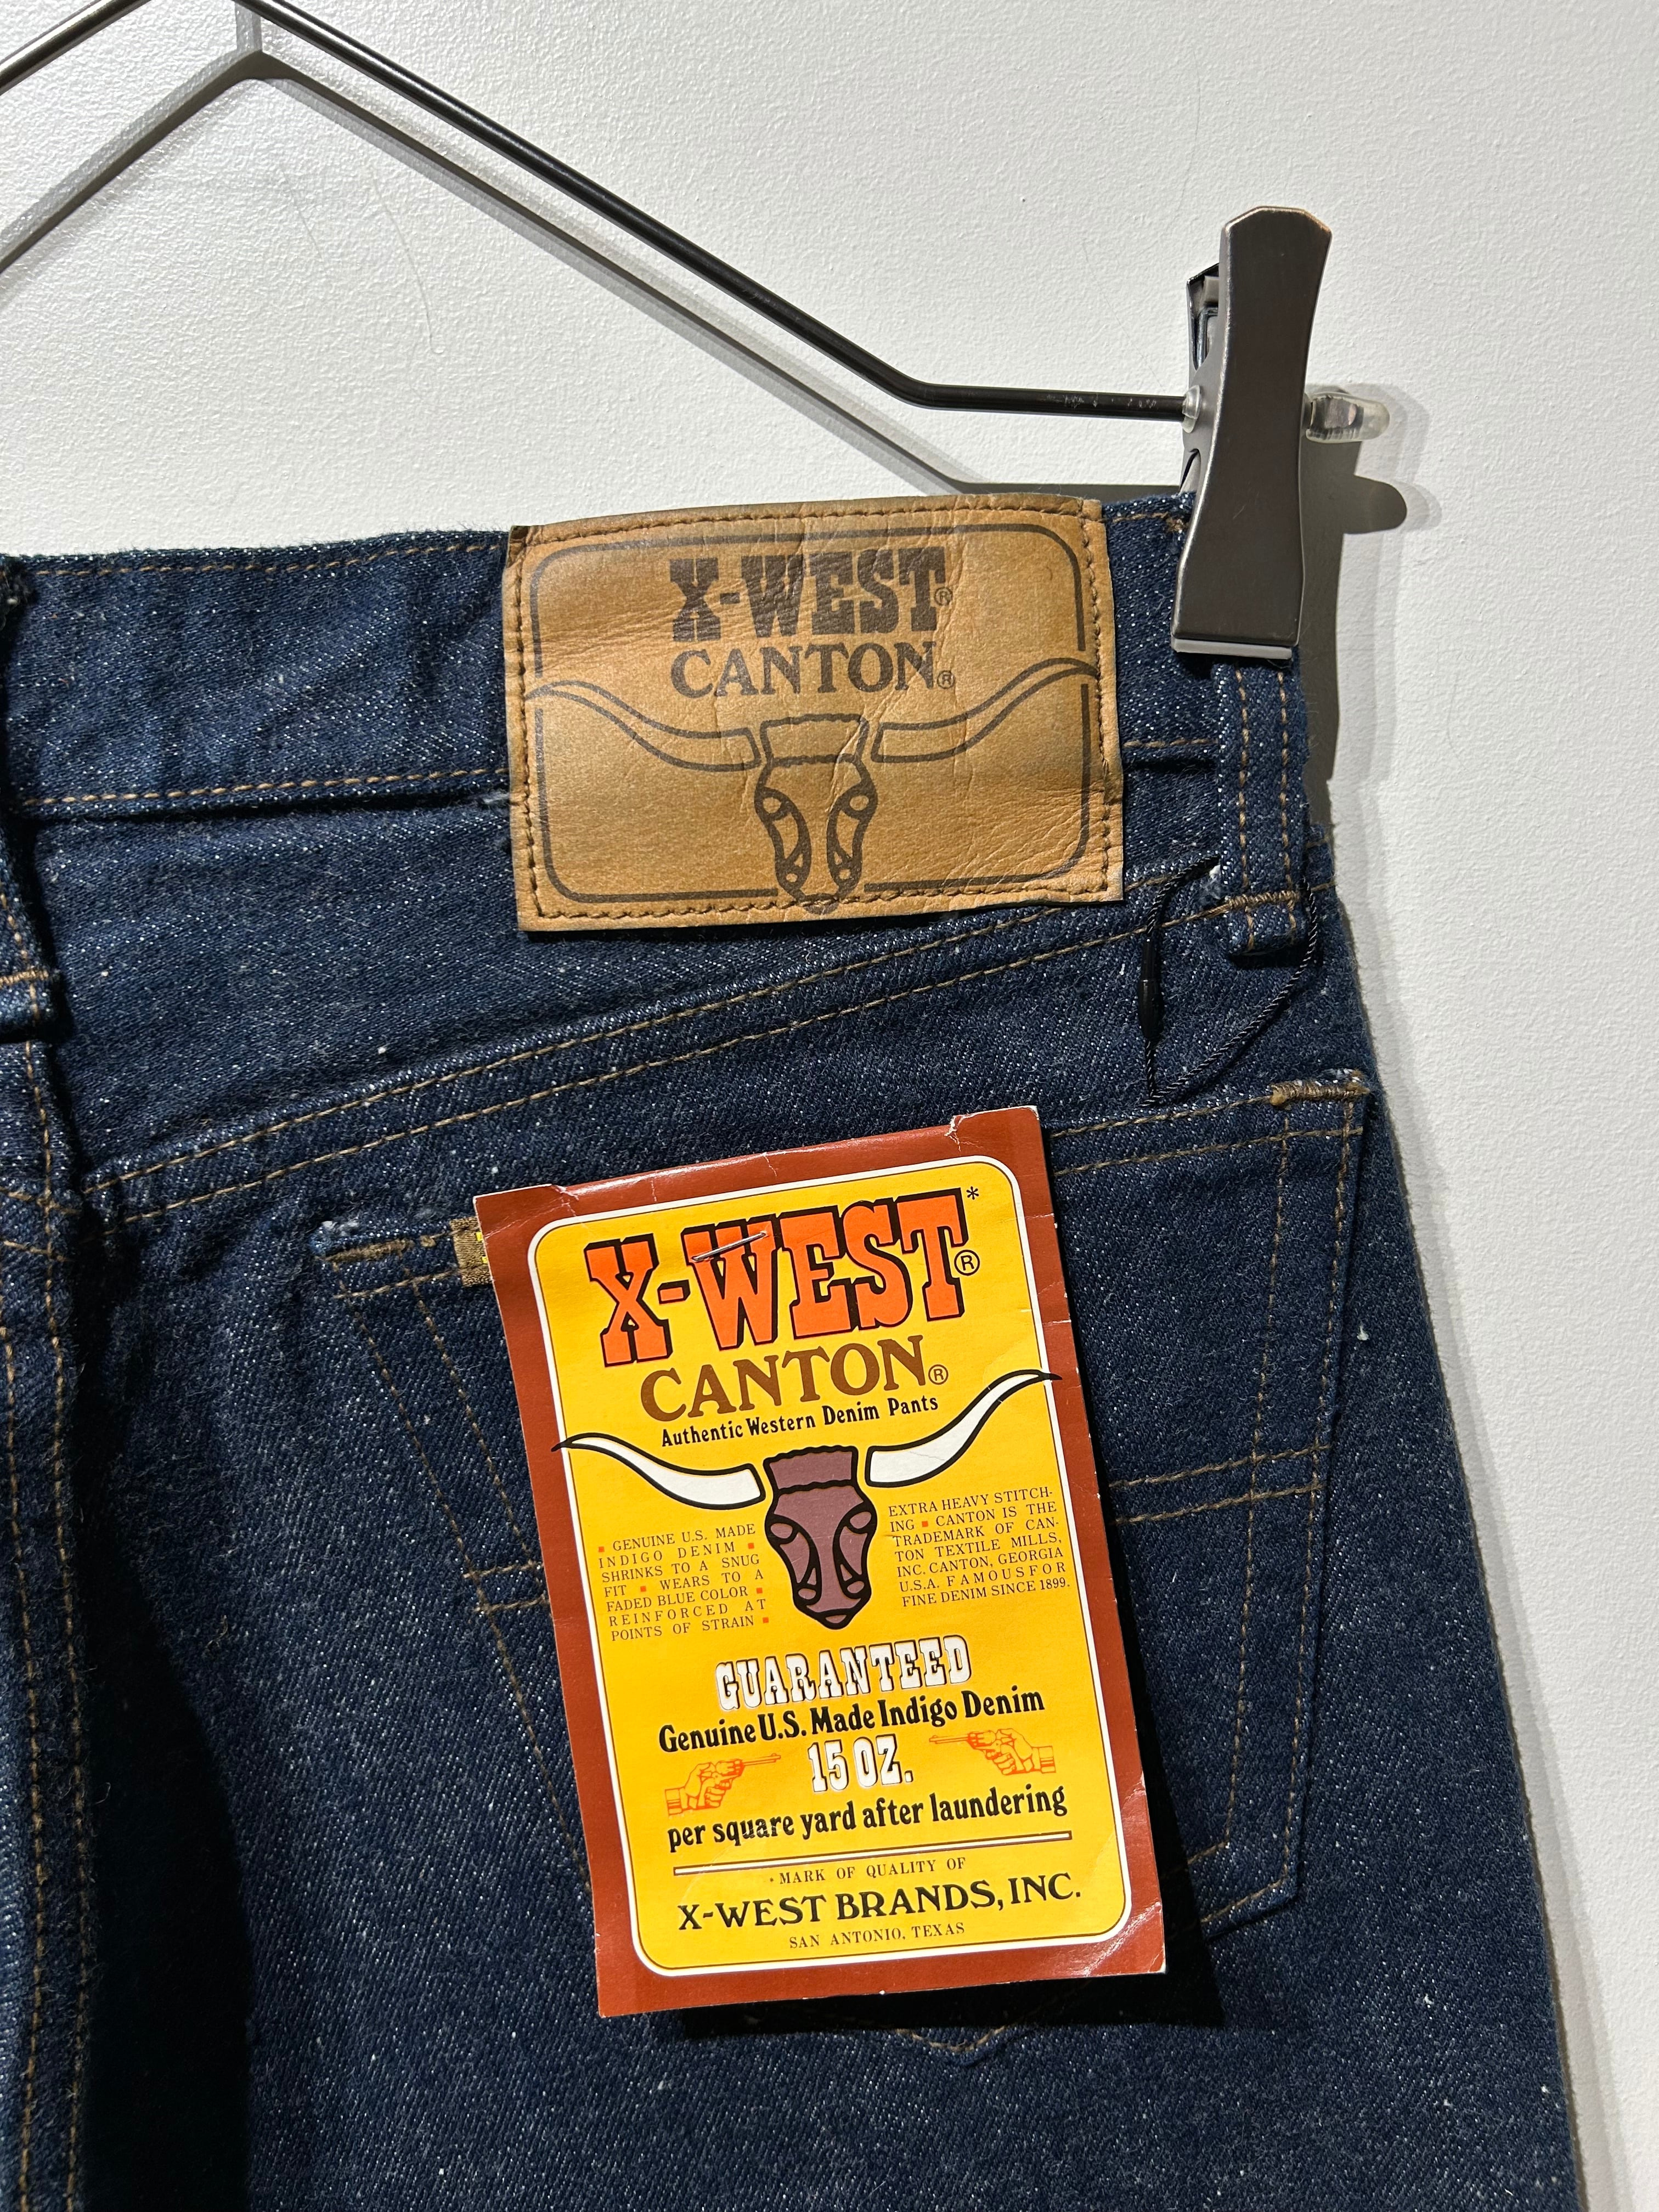 X-WEST®
CANTON®
X-WEST®*
CANTON®
Authentic Western Denim Pants
▪ GENUINE U.S. MADE
INDIGO DENIM ▪
SHRINKS TO A SNUG
FIT ▪ WEARS TO A
FADED BLUE COLOR ▪
REINFORCED AT
POINTS OF STRAIN ▪
EXTRA HEAVY STITCH-
ING ▪ CANTON IS THE
TRADEMARK OF CAN-
TON TEXTILE MILLS,
INC. CANTON, GEORGIA
U.S.A. FAMOUS FOR
FINE DENIM SINCE 1899.
GUARANTEED
Genuine U.S. Made Indigo Denim
15 OZ.
per square yard after laundering
* MARK OF QUALITY OF
X-WEST BRANDS, INC.
SAN ANTONIO, TEXAS